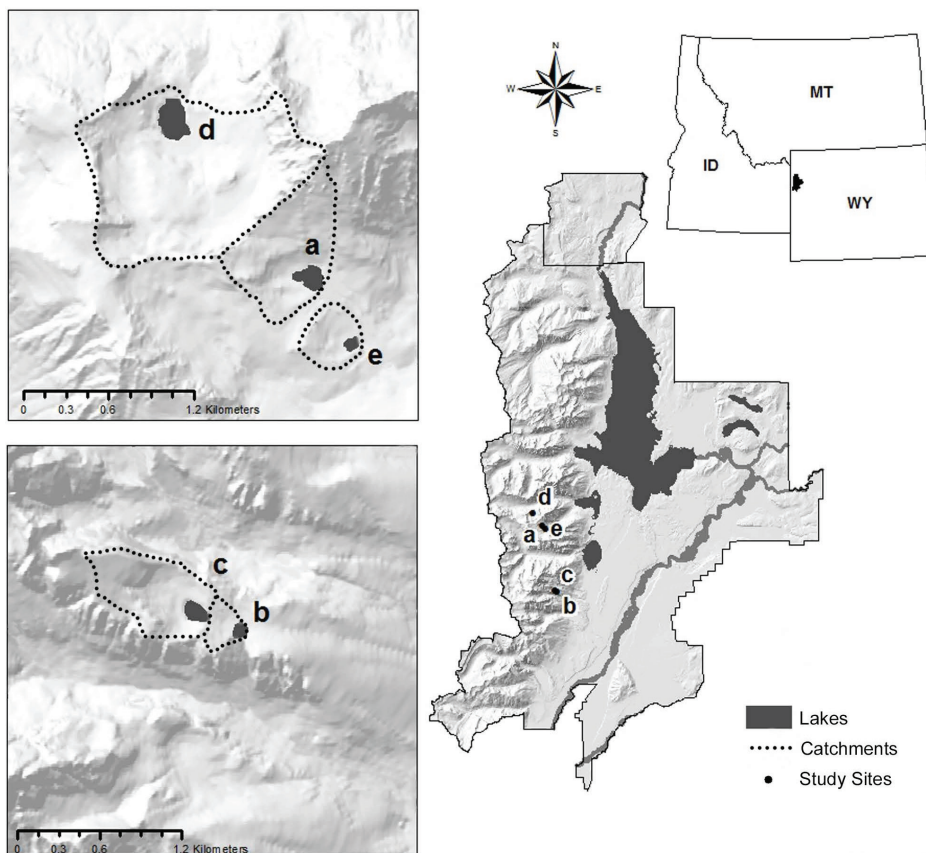 d
a
e
0 0.3 0.6 1.2 Kilometers
c
b
0 0.3 0.6 1.2 Kilometers
N
W E
S
MT
ID
WY
d
a e
c
b
Lakes
Catchments
Study Sites